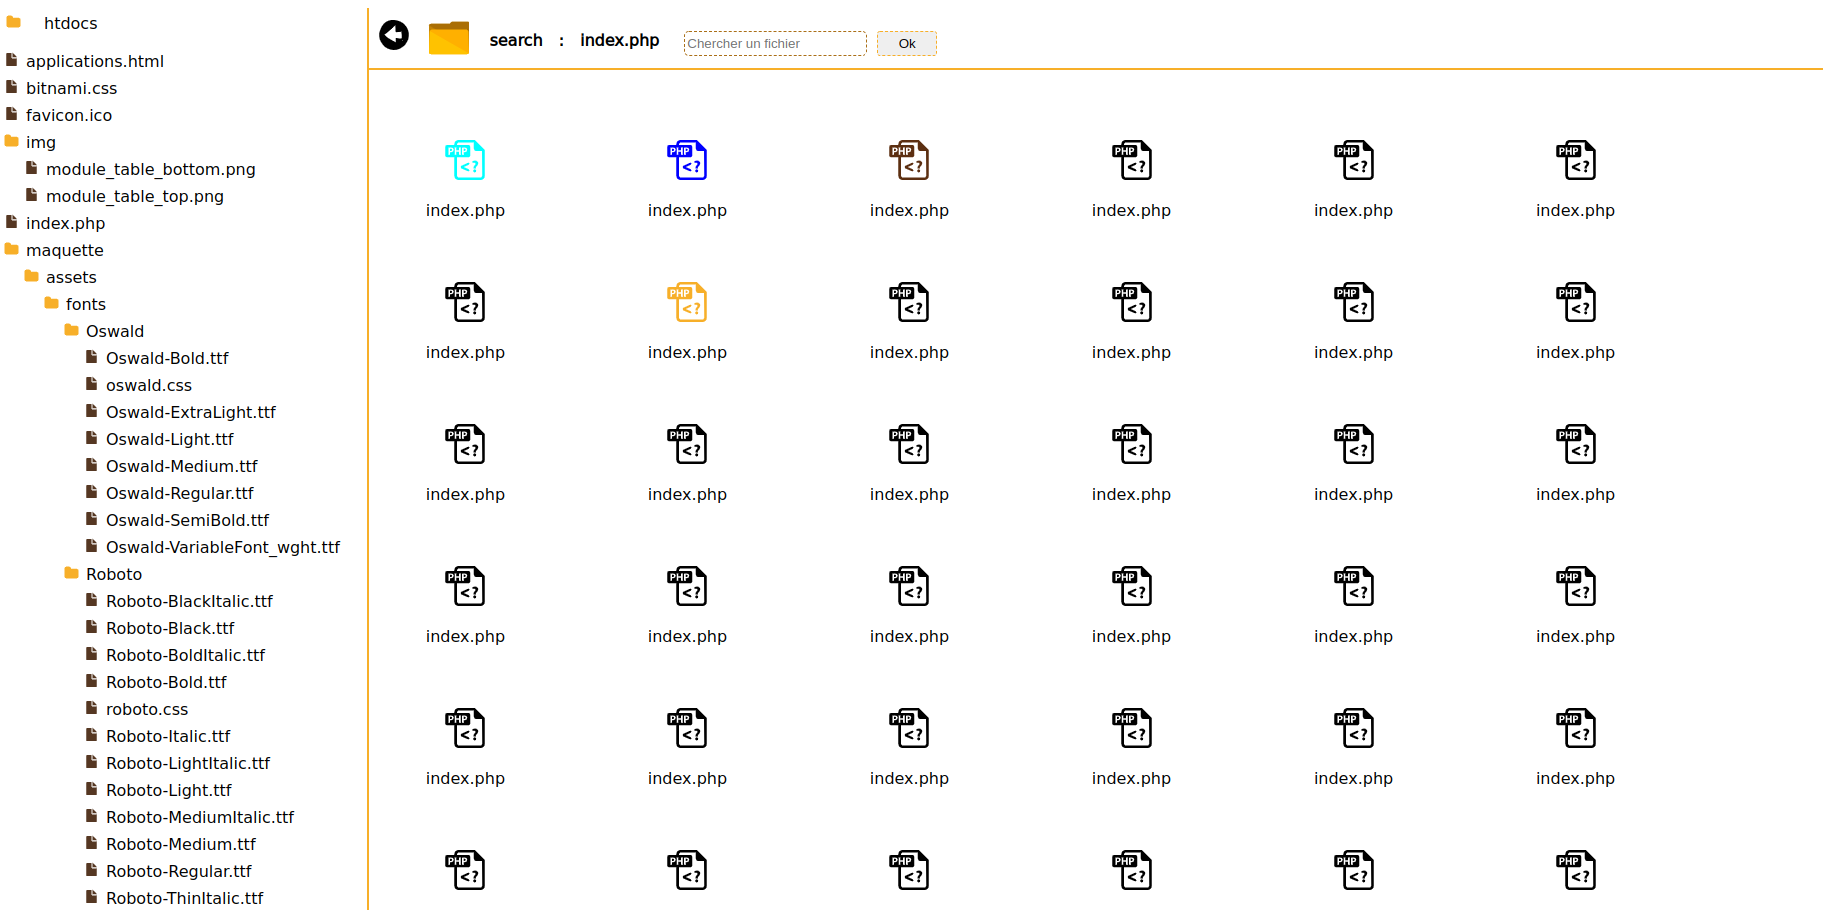 htdocs
applications.html
bitnami.css
favicon.ico
img
module_table_bottom.png
module_table_top.png
index.php
maquette
assets
fonts
Oswald
Oswald-Bold.ttf
oswald.css
Oswald-ExtraLight.ttf
Oswald-Light.ttf
Oswald-Medium.ttf
Oswald-Regular.ttf
Oswald-SemiBold.ttf
Oswald-VariableFont_wght.ttf
Roboto
Roboto-BlackItalic.ttf
Roboto-Black.ttf
Roboto-BoldItalic.ttf
Roboto-Bold.ttf
roboto.css
Roboto-Italic.ttf
Roboto-LightItalic.ttf
Roboto-Light.ttf
Roboto-MediumItalic.ttf
Roboto-Medium.ttf
Roboto-Regular.ttf
Roboto-ThinItalic.ttf
search : index.php Chercher un fichier Ok
PHP <? PHP <? PHP <? PHP <? PHP <? PHP <?
index.php index.php index.php index.php index.php index.php
PHP <? PHP <? PHP <? PHP <? PHP <? PHP <?
index.php index.php index.php index.php index.php index.php
PHP <? PHP <? PHP <? PHP <? PHP <? PHP <?
index.php index.php index.php index.php index.php index.php
PHP <? PHP <? PHP <? PHP <? PHP <? PHP <?
index.php index.php index.php index.php index.php index.php
PHP <? PHP <? PHP <? PHP <? PHP <? PHP <?
index.php index.php index.php index.php index.php index.php
PHP <? PHP <? PHP <? PHP <? PHP <? PHP <?